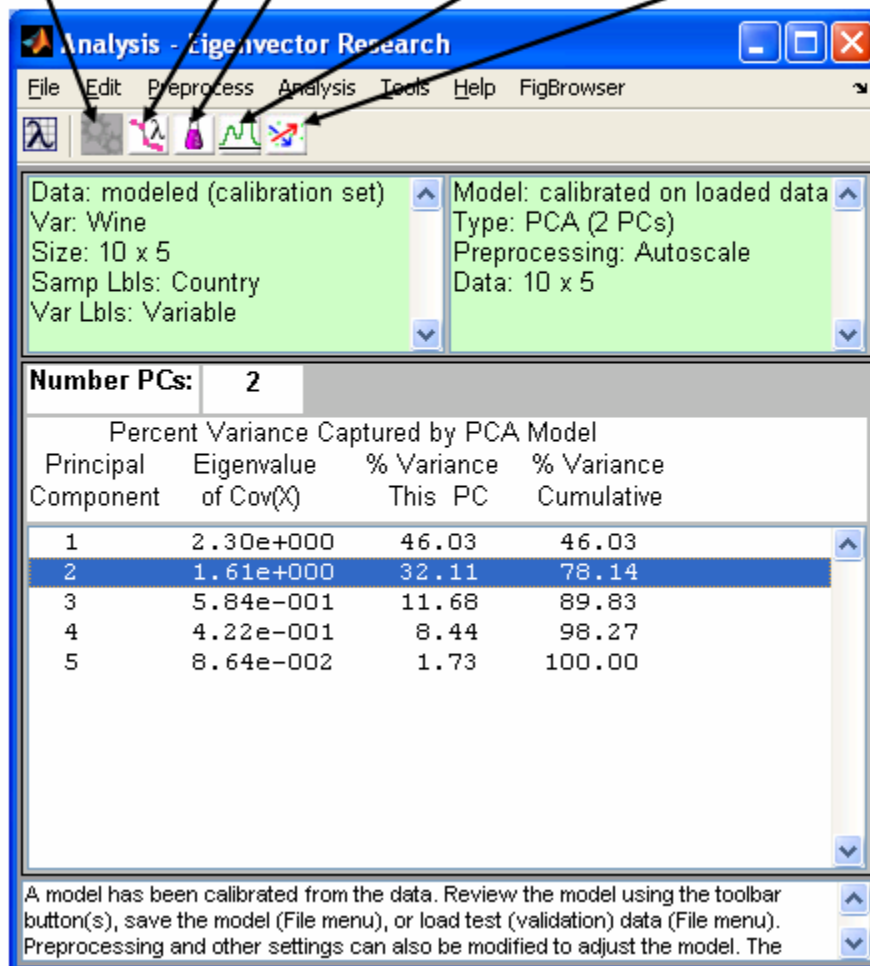 Analysis - Eigenvector Research
File Edit Preprocess Analysis Tools Help FigBrowser
Data: modeled (calibration set)
Var: Wine
Size: 10 x 5
Samp Lbls: Country
Var Lbls: Variable
Model: calibrated on loaded data
Type: PCA (2 PCs)
Preprocessing: Autoscale
Data: 10 x 5
Number PCs: 2
Percent Variance Captured by PCA Model
Principal Eigenvalue % Variance % Variance
Component of Cov(X) This PC Cumulative
1 2.30e+000 46.03 46.03
2 1.61e+000 32.11 78.14
3 5.84e-001 11.68 89.83
4 4.22e-001 8.44 98.27
5 8.64e-002 1.73 100.00
A model has been calibrated from the data. Review the model using the toolbar
button(s), save the model (File menu), or load test (validation) data (File menu).
Preprocessing and other settings can also be modified to adjust the model. The